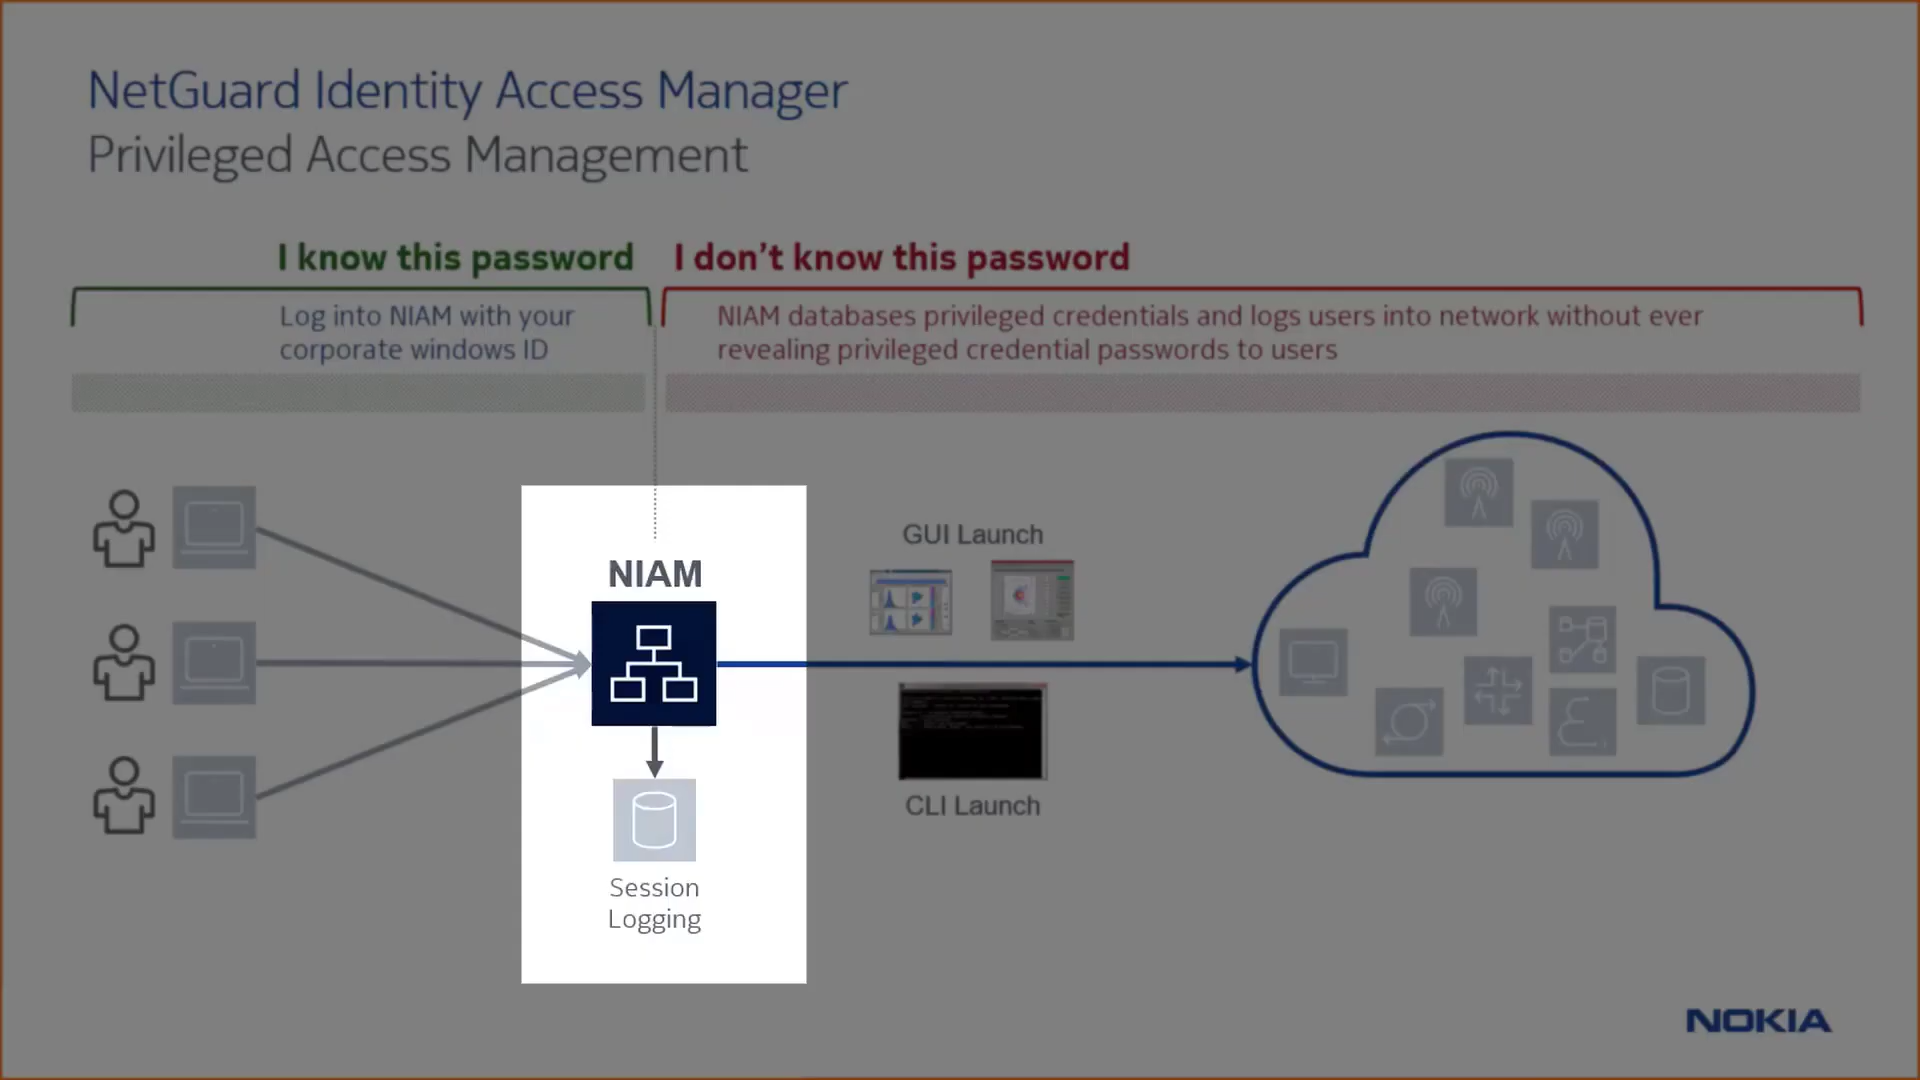 NetGuard Identity Access Manager
Privileged Access Management
I know this password
I don't know this password
Log into NIAM with your
corporate windows ID
NIAM databases privileged credentials and logs users into network without ever
revealing privileged credential passwords to users
NIAM
GUI Launch
CLI Launch
Session
Logging
NOKIA